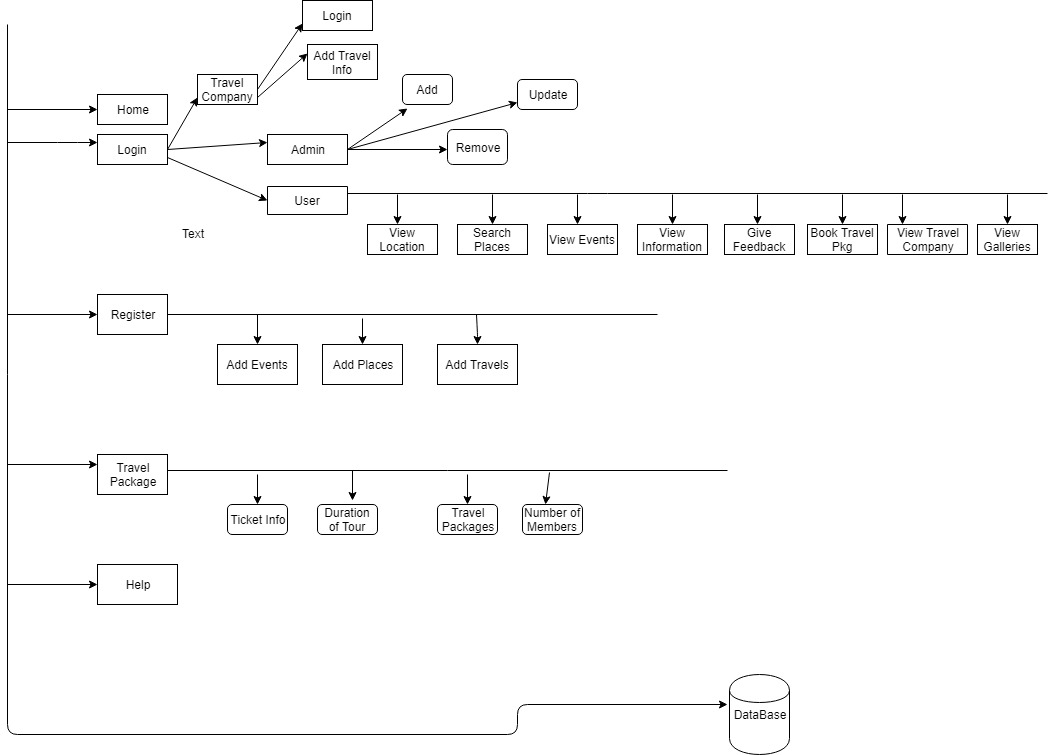 Login
Add Travel
Info
Travel
Company
Add
Update
Home
Login
Admin
Remove
User
Text
View
Location
Search
Places
View Events
View
Information
Give
Feedback
Book Travel
Pkg
View Travel
Company
View
Galleries
Register
Add Events
Add Places
Add Travels
Travel
Package
Ticket Info
Duration
of Tour
Travel
Packages
Number of
Members
Help
DataBase